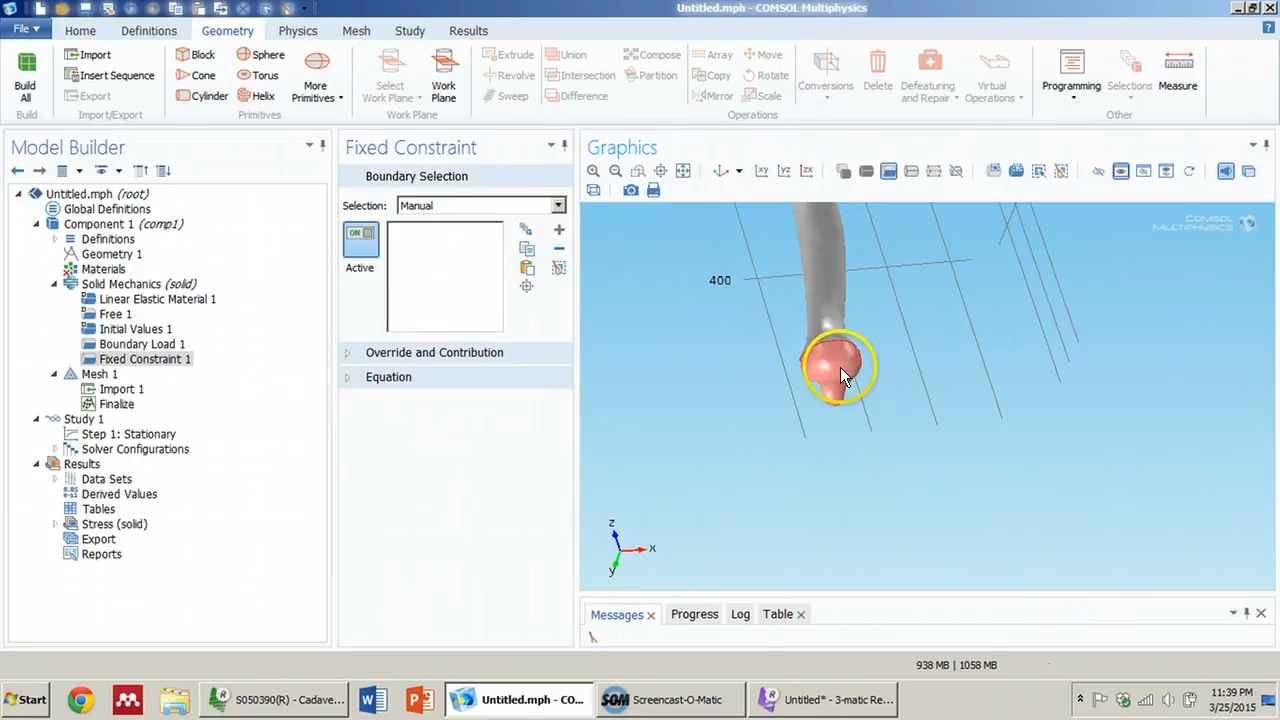 Untitled.mph - COMSOL Multiphysics
File Home Definitions Geometry Physics Mesh Study Results
Build All
Build
Import
Insert Sequence
Export
Import/Export
Block
Cone
Cylinder
Sphere
Torus
Helix
More Primitives
Primitives
Select Work Plane
Work Plane
Work Plane
Extrude
Revolve
Sweep
Union
Intersection
Difference
Compose
Partition
Array
Copy
Mirror
Move
Rotate
Scale
Conversions
Delete
Defeaturing and Repair
Virtual Operations
Operations
Programming
Selections
Measure
Other
Model Builder
Untitled.mph (root)
Global Definitions
Component 1 (comp1)
Definitions
Geometry 1
Materials
Solid Mechanics (solid)
Linear Elastic Material 1
Free 1
Initial Values 1
Boundary Load 1
Fixed Constraint 1
Mesh 1
Import 1
Finalize
Study 1
Step 1: Stationary
Solver Configurations
Results
Data Sets
Derived Values
Tables
Stress (solid)
Export
Reports
Fixed Constraint
Boundary Selection
Selection: Manual
ON
Active
Override and Contribution
Equation
Graphics
xy yz zx
COMSOL
MULTIPHYSICS
400
z
x
y
Messages Progress Log Table
938 MB | 1058 MB
Start
S050390(R) - Cadave...
Untitled.mph - CO...
SOM Screencast-O-Matic
Untitled* - 3-matic Re...
11:39 PM
3/25/2015